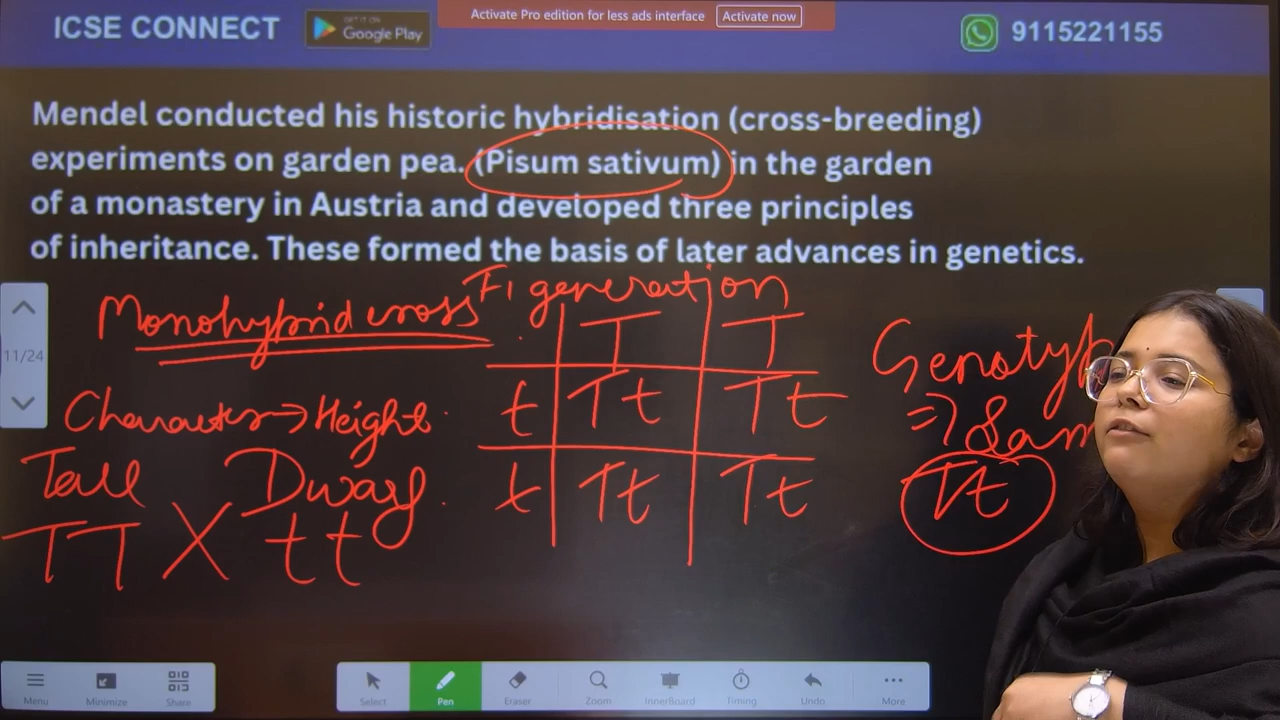 ICSE CONNECT
GET IT ON
Google Play
Activate Pro edition for less ads interface
Activate now
9115221155
Mendel conducted his historic hybridisation (cross-breeding)
experiments on garden pea. (Pisum sativum) in the garden
of a monastery in Austria and developed three principles
of inheritance. These formed the basis of later advances in genetics.
11/24
Monohybrid cross
Character → Height
Tall Dwarf
TT X tt
F1 generation
T T
t Tt Tt
t Tt Tt
Genotyp
=> Sam
Tt
Menu
Minimize
Share
Select
Pen
Eraser
Zoom
InnerBoard
Timing
Undo
More